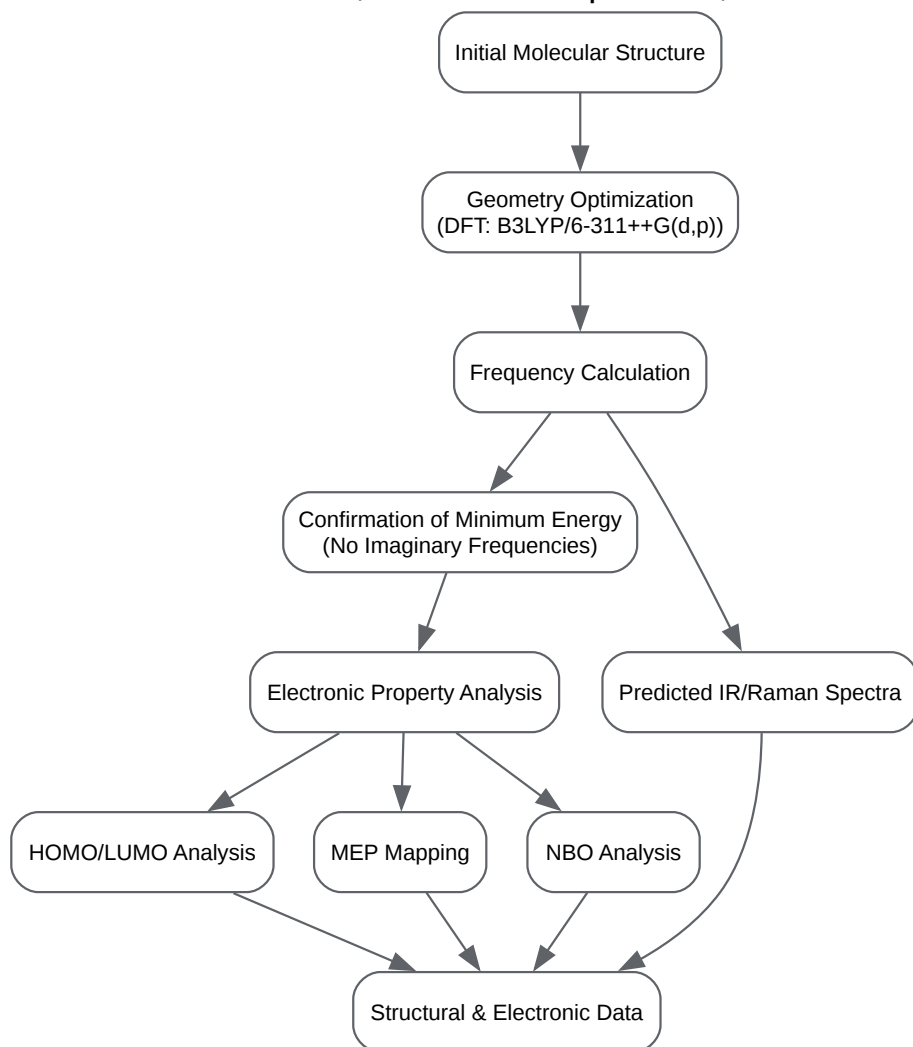 Initial Molecular Structure
Geometry Optimization
(DFT: B3LYP/6-311++G(d,p))
Frequency Calculation
Confirmation of Minimum Energy
(No Imaginary Frequencies)
Electronic Property Analysis
Predicted IR/Raman Spectra
HOMO/LUMO Analysis
MEP Mapping
NBO Analysis
Structural & Electronic Data